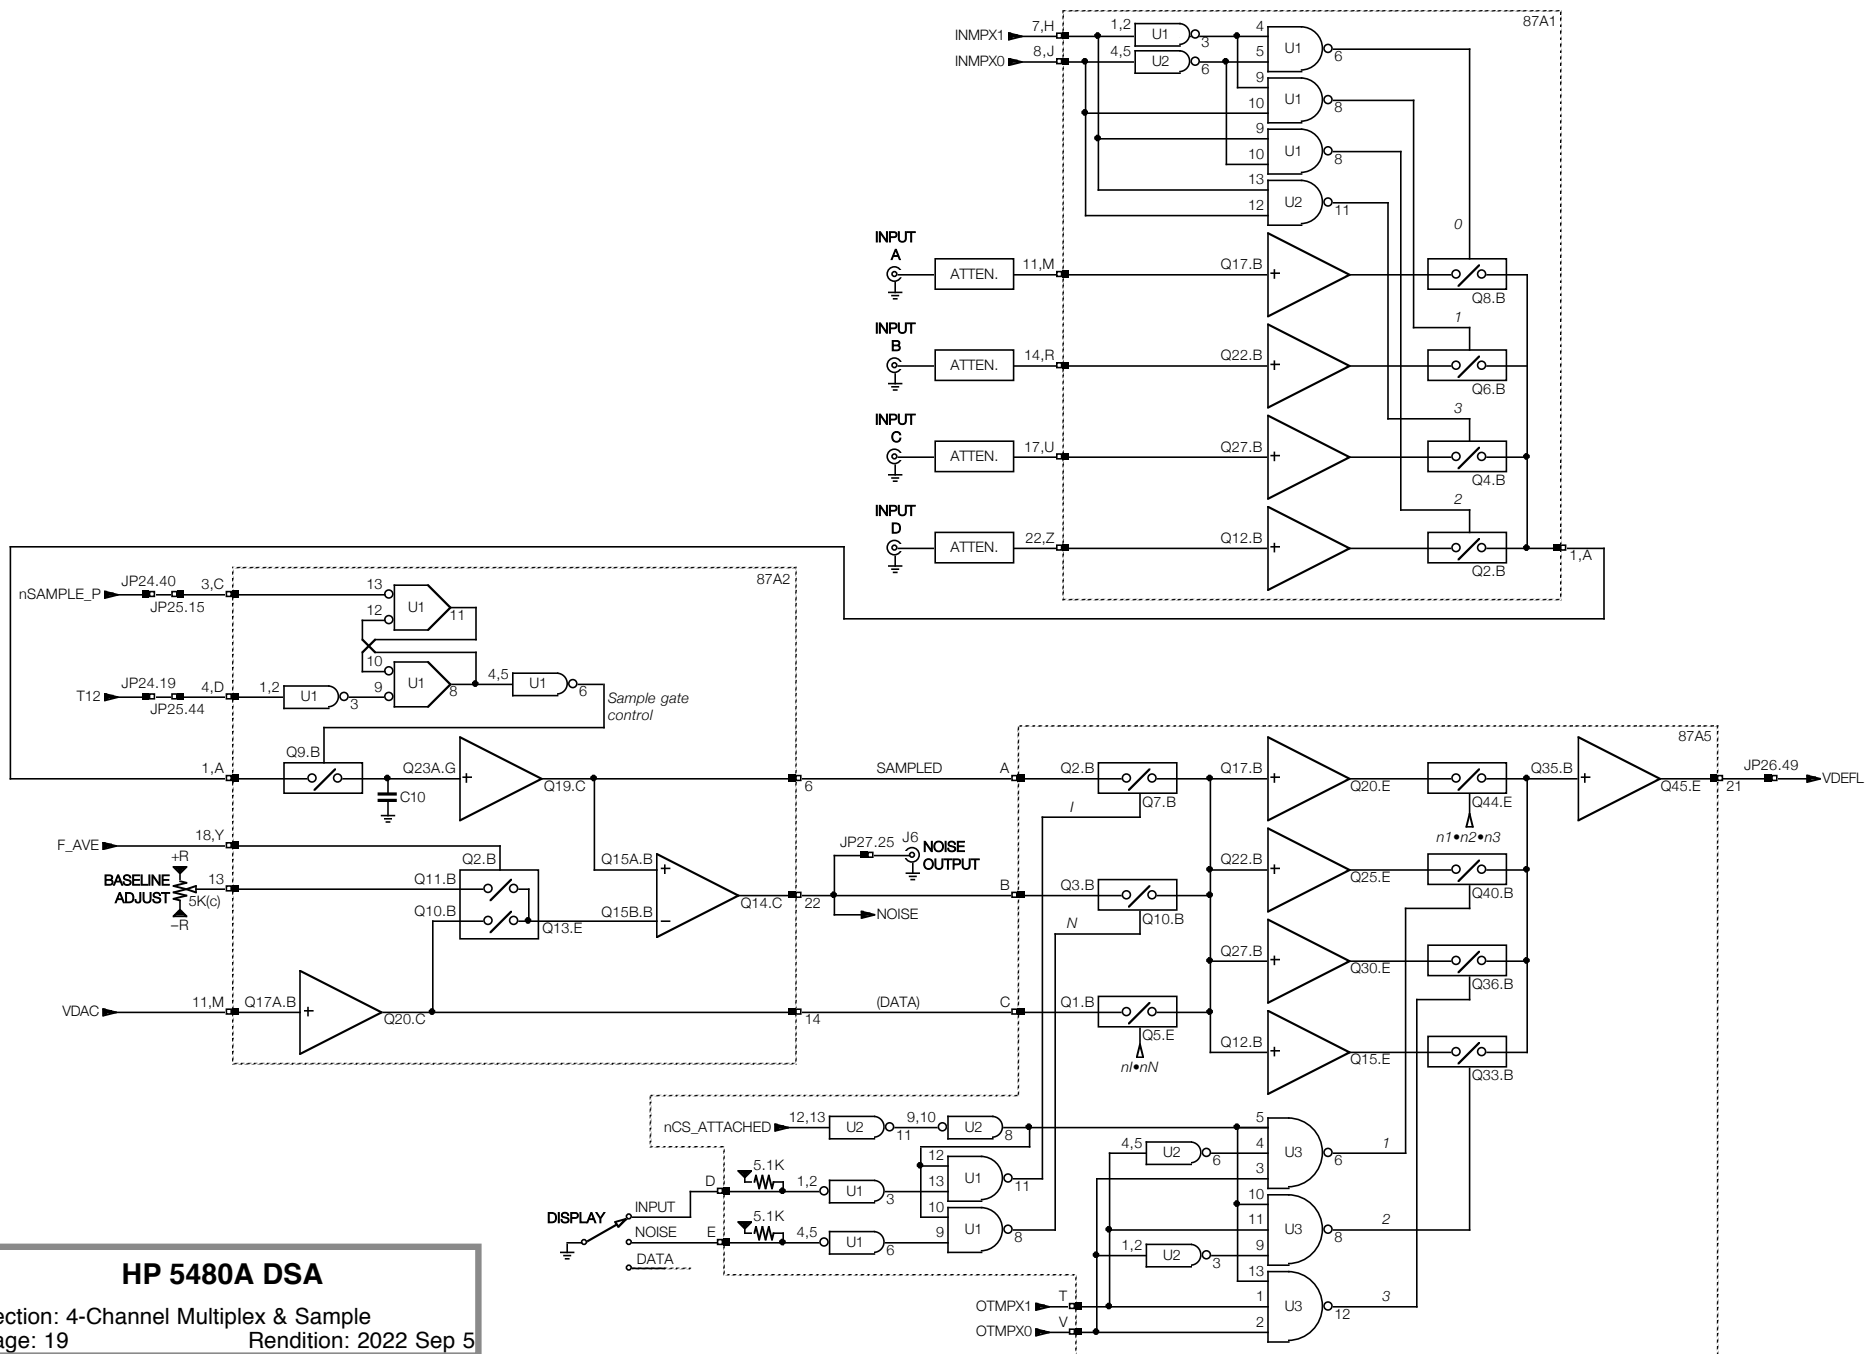 87A1
INMPX1 7,H 1,2 U1 3 4 U1 6
INMPX0 8,J 4,5 U2 6 5
9 U1 8
10
9 U1 8
10
13 U2 11
12
0
INPUT
A
ATTEN. 11,M Q17.B + Q8.B
1
INPUT
B
ATTEN. 14,R Q22.B + Q6.B
3
INPUT
C
ATTEN. 17,U Q27.B + Q4.B
2
INPUT
D
ATTEN. 22,Z Q12.B + Q2.B 1,A
87A2
nSAMPLE_P JP24.40 JP25.15 3,C 13 U1 11
12
10
T12 JP24.19 JP25.44 4,D 1,2 U1 3 9 U1 8 4,5 U1 6
Sample gate
control
1,A Q9.B C10 Q23A.G + Q19.C 6 SAMPLED
F_AVE 18,Y Q2.B
+R
BASELINE
ADJUST 5K(c) 13 Q11.B
–R
Q10.B Q13.E
Q15A.B +
Q15B.B – Q14.C 22
JP27.25 J6 NOISE
OUTPUT
NOISE
VDAC 11,M Q17A.B + Q20.C 14 (DATA)
87A5
A Q2.B Q7.B I
B Q3.B Q10.B N
C Q1.B Q5.E
nI•nN
Q17.B + Q20.E Q44.E
n1•n2•n3
Q22.B + Q25.E Q40.B
Q27.B + Q30.E Q36.B
Q12.B + Q15.E Q33.B
Q35.B + Q45.E 21 JP26.49 VDEFL
nCS_ATTACHED 12,13 U2 11 9,10 U2 8
D 5.1K 1,2 U1 3 12 13 U1 11
E 5.1K 4,5 U1 6 10 9 U1 8
DISPLAY
INPUT
NOISE
DATA
4,5 U2 6 5 4 3 U3 6 1
1,2 U2 3 10 11 9 U3 8 2
13 1 2 U3 12 3
OTMPX1 T
OTMPX0 V
HP 5480A DSA
ection: 4-Channel Multiplex & Sample
age: 19 Rendition: 2022 Sep 5